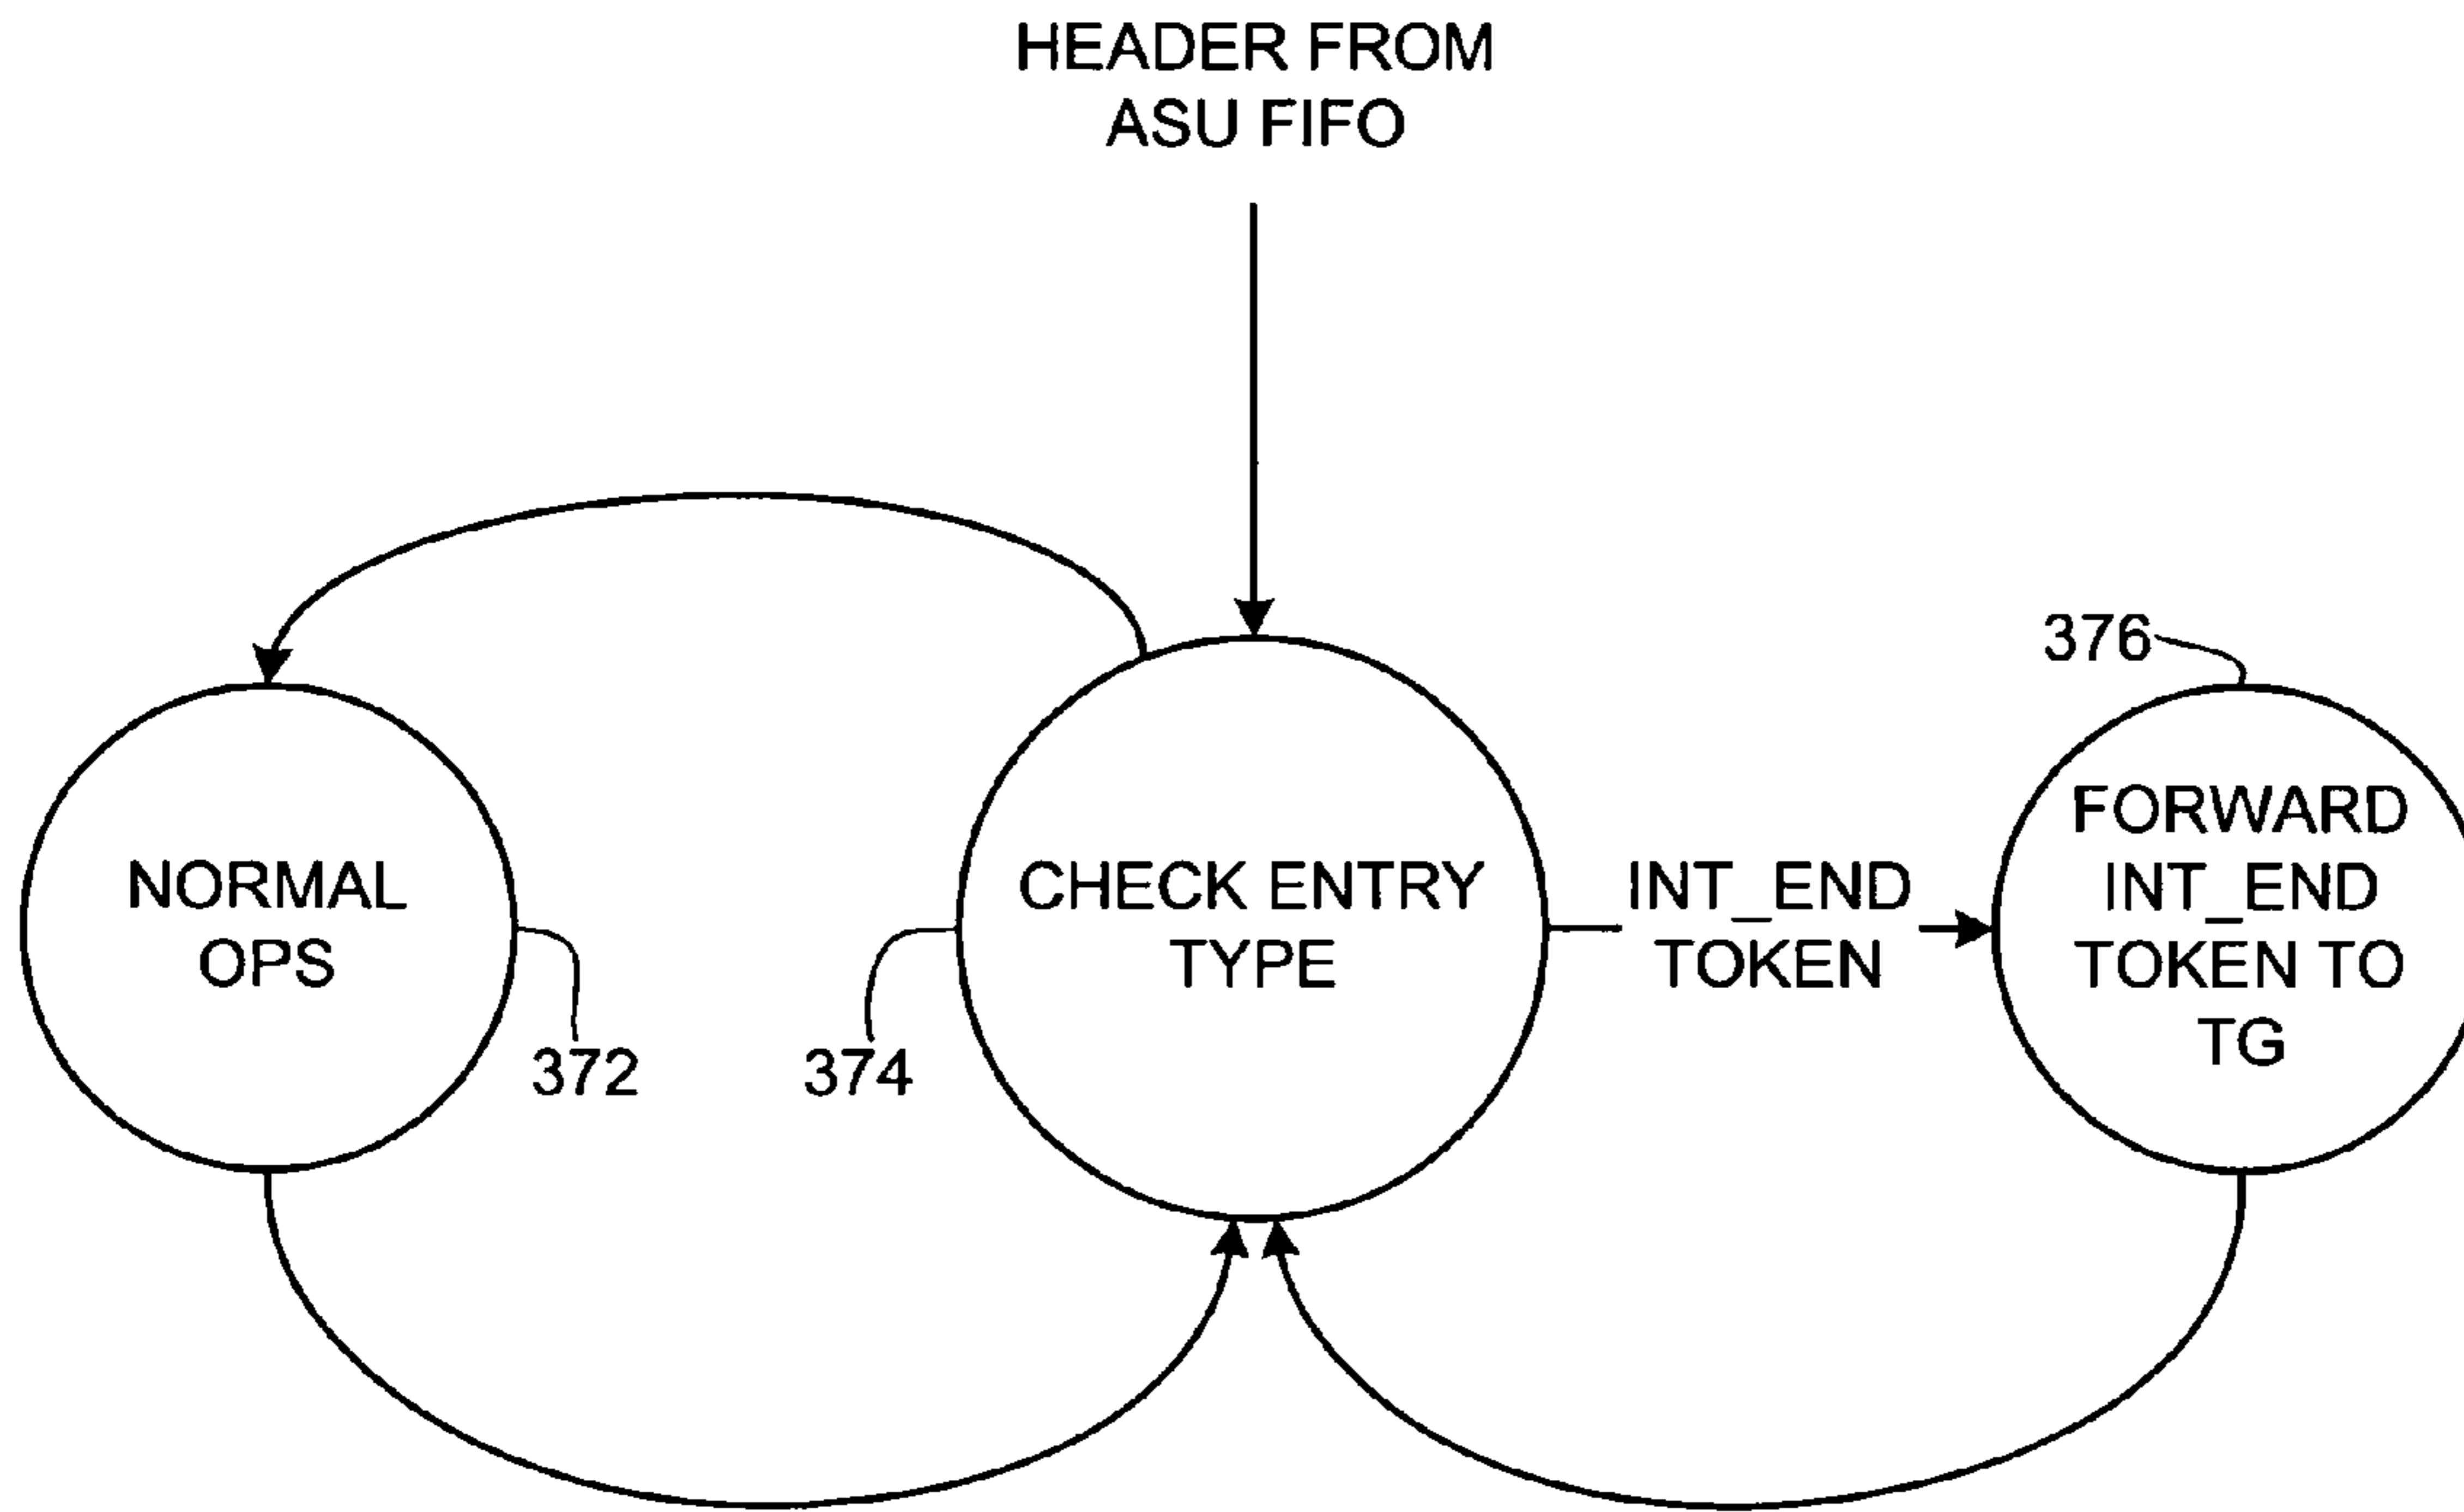 HEADER FROM
ASU FIFO
376
NORMAL
OPS
372
374
CHECK ENTRY
TYPE
INT_END
TOKEN
FORWARD
INT_END
TOKEN TO
TG